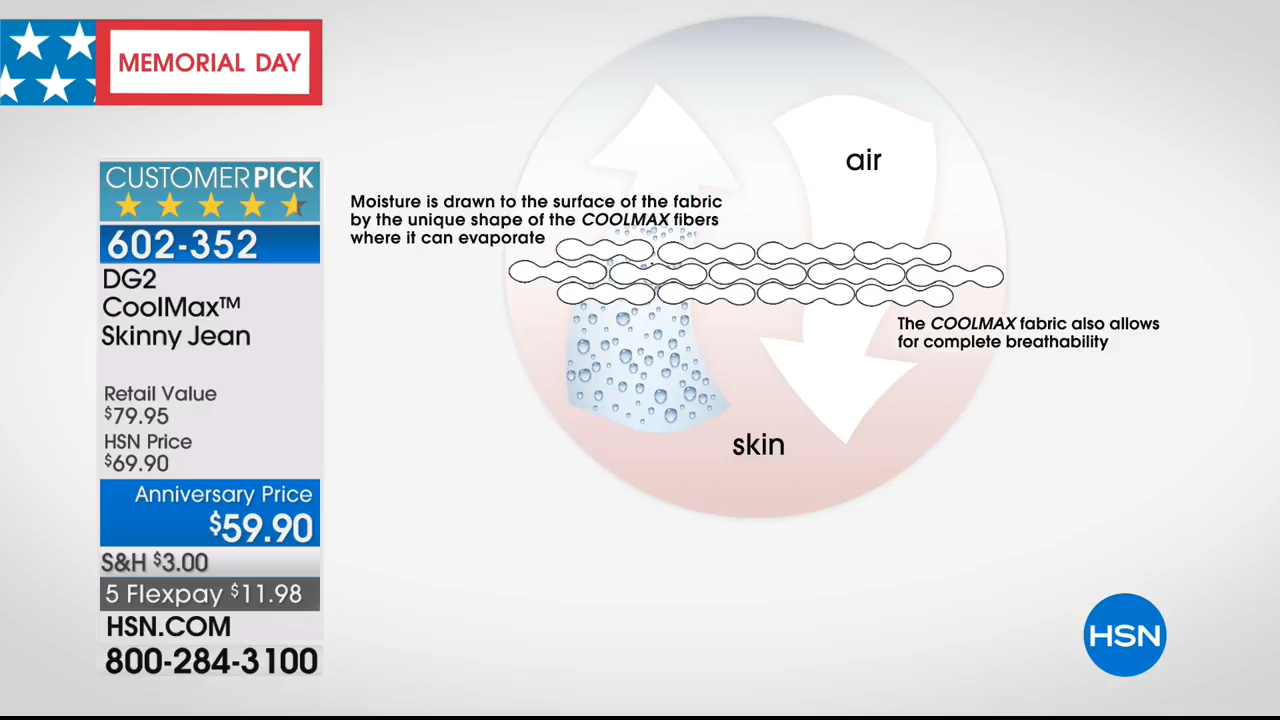 MEMORIAL DAY
CUSTOMER PICK
602-352
DG2
CoolMax™
Skinny Jean
Retail Value
$79.95
HSN Price
$69.90
Anniversary Price
$59.90
S&H $3.00
5 Flexpay $11.98
HSN.COM
800-284-3100
air
Moisture is drawn to the surface of the fabric
by the unique shape of the COOLMAX fibers
where it can evaporate
The COOLMAX fabric also allows
for complete breathability
skin
HSN